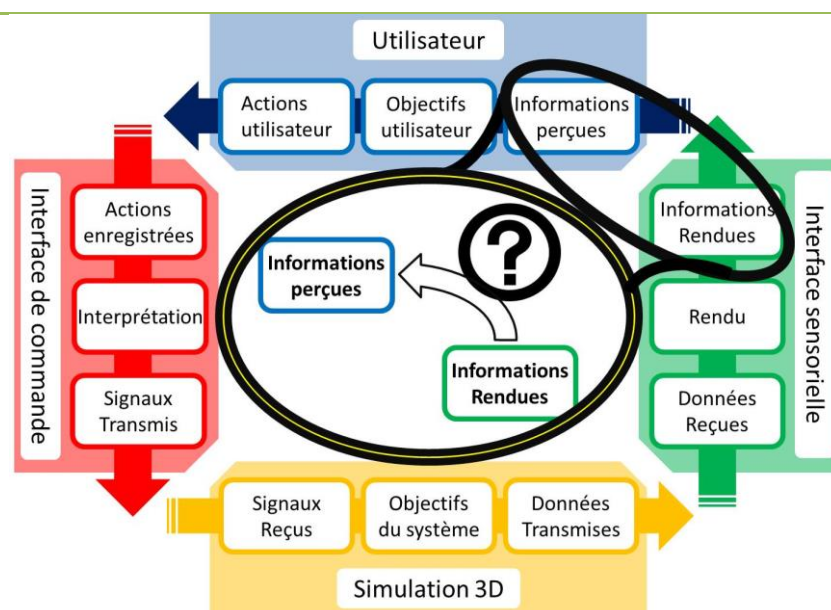 Utilisateur
Actions
utilisateur
Objectifs
utilisateur
Informations
perçues
Interface de commande
Actions
enregistrées
Interprétation
Signaux
Transmis
Informations
perçues
?
Informations
Rendues
Informations
Rendues
Rendu
Données
Reçues
Interface sensorielle
Signaux
Reçus
Objectifs
du système
Données
Transmises
Simulation 3D